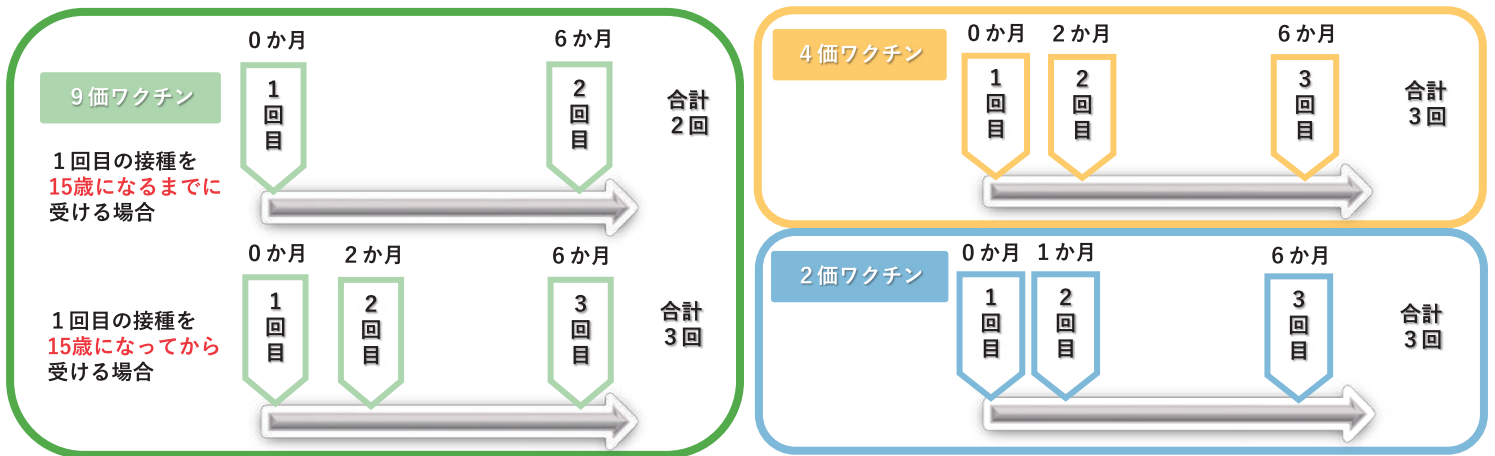 9価ワクチン
1回目の接種を
15歳になるまでに
受ける場合
0か月
6か月
1回目
2回目
合計
2回
1回目の接種を
15歳になってから
受ける場合
0か月
2か月
6か月
1回目
2回目
3回目
合計
3回
4価ワクチン
0か月
2か月
6か月
1回目
2回目
3回目
合計
3回
2価ワクチン
0か月
1か月
6か月
1回目
2回目
3回目
合計
3回